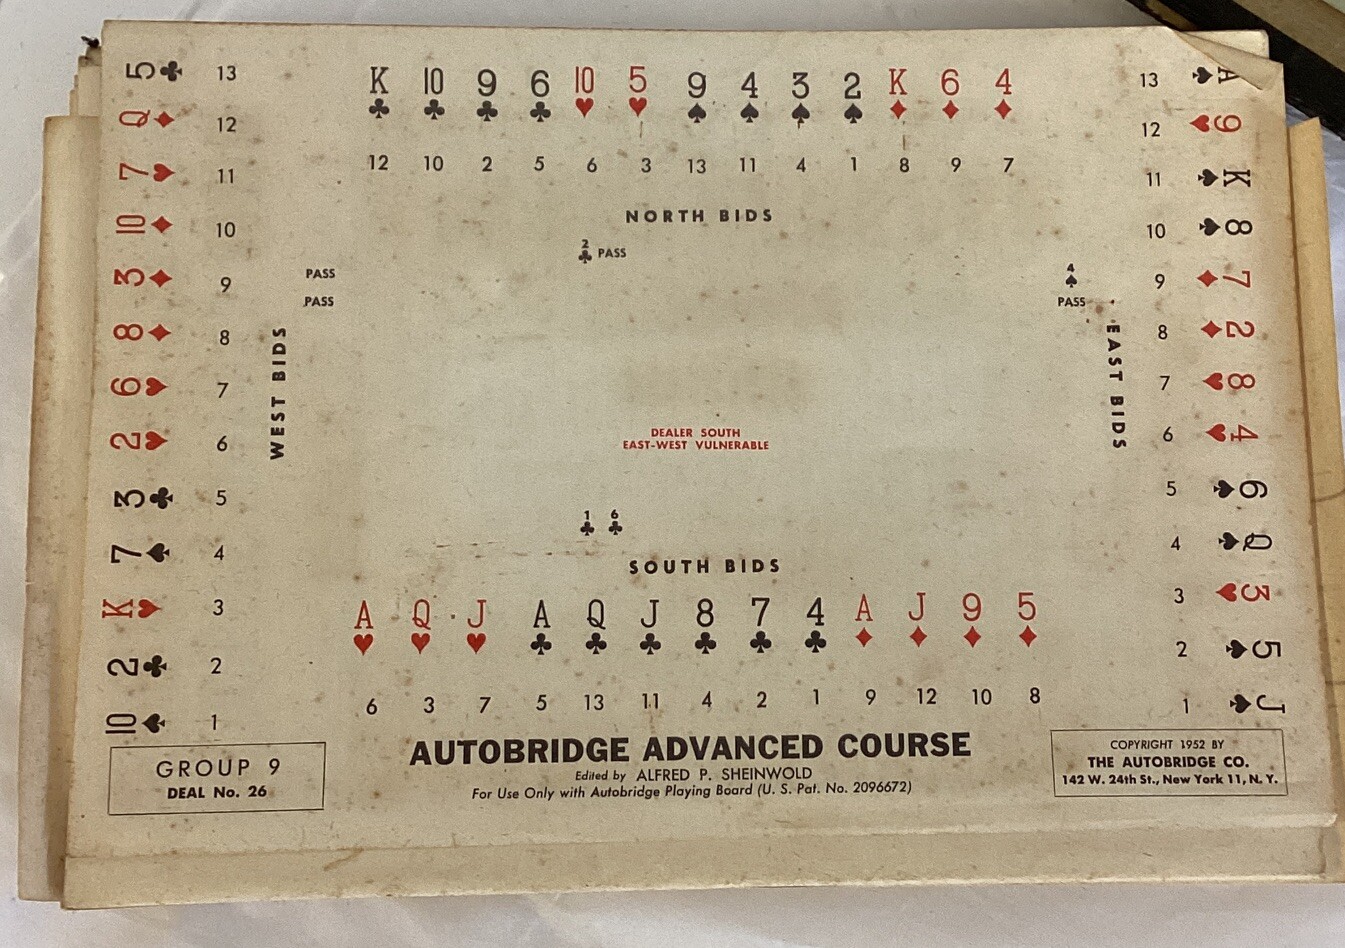 K 10 9 6 10 5 9 4 3 2 K 6 4
♣ ♣ ♣ ♣ ♥ ♥ ♠ ♠ ♠ ♠ ♦ ♦ ♦
12 10 2 5 6 3 13 11 4 1 8 9 7
NORTH BIDS
2♣ PASS
5♣ 13
Q♦ 12
7♥ 11
10♦ 10
3♦ 9
8♦ 8
6♥ 7
2♥ 6
3♣ 5
7♠ 4
K♥ 3
2♣ 2
10♠ 1
WEST BIDS
PASS
PASS
13 ♠A
12 ♥9
11 ♠K
10 ♠8
9 ♦7
8 ♦2
7 ♥8
6 ♥4
5 ♠6
4 ♠Q
3 ♥3
2 ♠5
1 ♠J
4♠
PASS
EAST BIDS
DEALER SOUTH
EAST-WEST VULNERABLE
1♣ 6♣
SOUTH BIDS
A Q J A Q J 8 7 4 A J 9 5
♥ ♥ ♥ ♣ ♣ ♣ ♣ ♣ ♣ ♦ ♦ ♦ ♦
6 3 7 5 13 11 4 2 1 9 12 10 8
GROUP 9
DEAL No. 26
AUTOBRIDGE ADVANCED COURSE
Edited by ALFRED P. SHEINWOLD
For Use Only with Autobridge Playing Board (U. S. Pat. No. 2096672)
COPYRIGHT 1952 BY
THE AUTOBRIDGE CO.
142 W. 24th St., New York 11, N. Y.